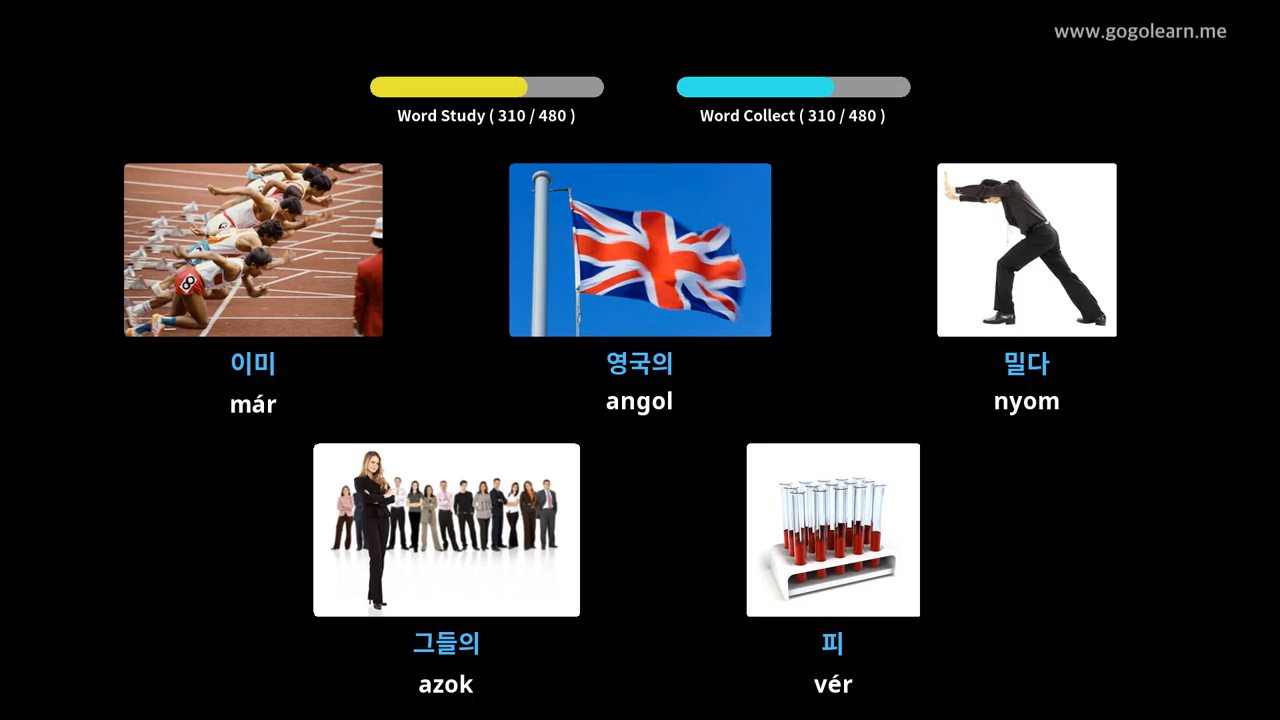 www.gogolearn.me
Word Study ( 310 / 480 )
Word Collect ( 310 / 480 )
8
이미
영국의
밀다
már
angol
nyom
그들의
피
azok
vér